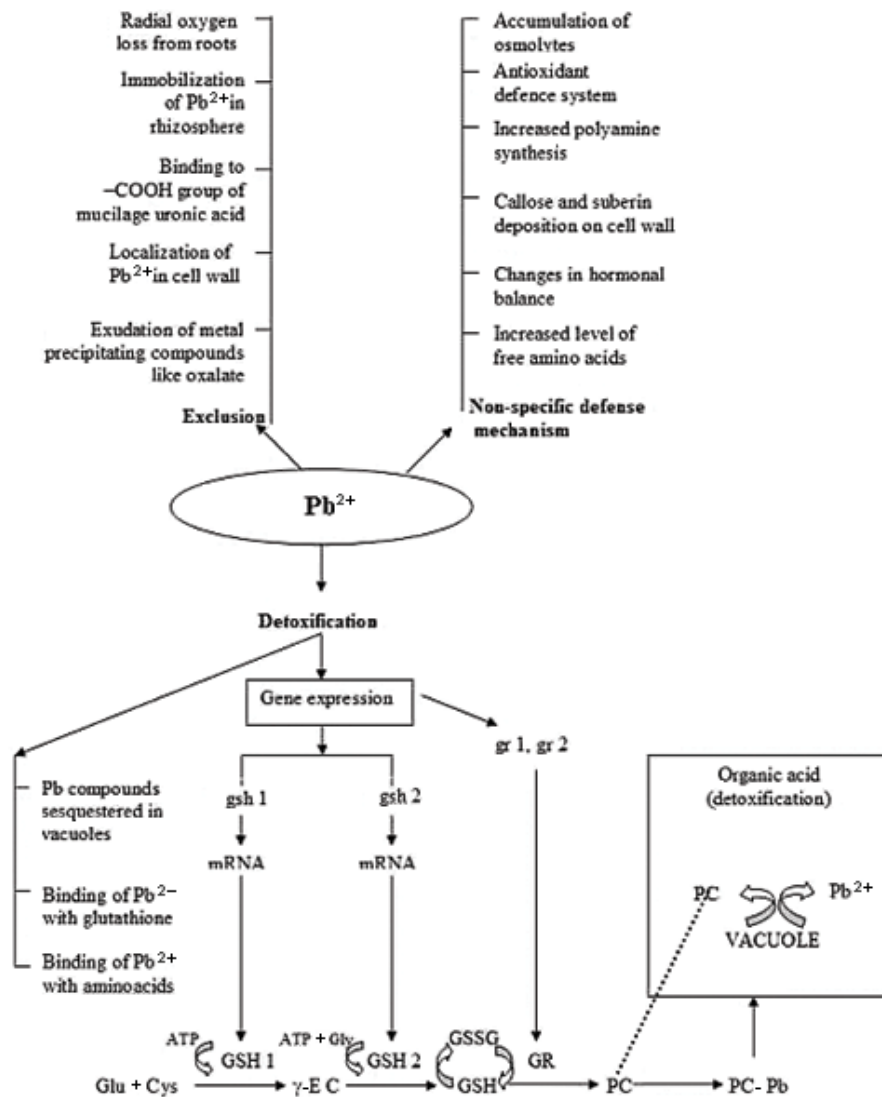 Radial oxygen
loss from roots
Immobilization
of Pb2+in
rhizosphere
Binding to
–COOH group of
mucilage uronic acid
Localization of
Pb2+in cell wall
Exudation of metal
precipitating compounds
like oxalate
Exclusion
Accumulation of
osmolytes
Antioxidant
defence system
Increased polyamine
synthesis
Callose and suberin
deposition on cell wall
Changes in hormonal
balance
Increased level of
free amino acids
Non-specific defense
mechanism
Pb2+
Detoxification
Gene expression
gr 1, gr 2
gsh 1
gsh 2
mRNA
mRNA
Pb compounds
sequestered in
vacuoles
Binding of Pb2−
with glutathione
Binding of Pb2+
with aminoacids
Organic acid
(detoxification)
PC
Pb2+
VACUOLE
ATP
GSH 1
ATP + Gly
GSH 2
GSSG
GR
Glu + Cys
γ-E C
GSH
PC
PC- Pb